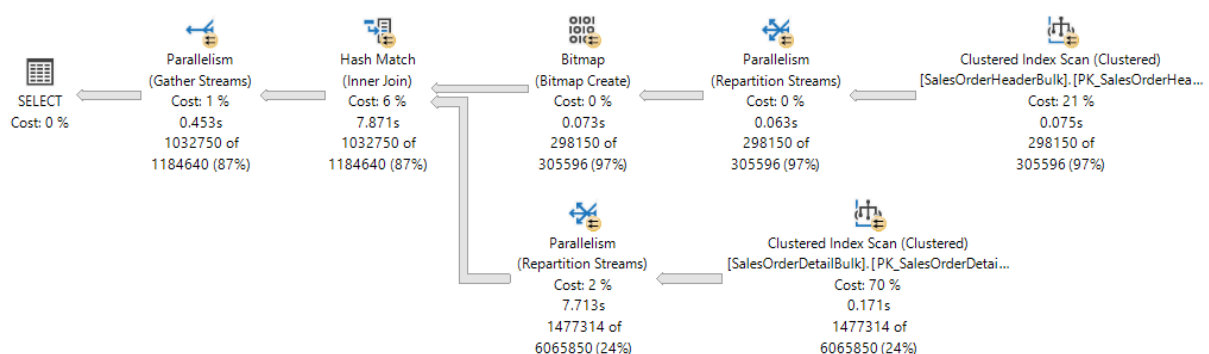 SELECT
Cost: 0 %
Parallelism
(Gather Streams)
Cost: 1 %
0.453s
1032750 of
1184640 (87%)
Hash Match
(Inner Join)
Cost: 6 %
7.871s
1032750 of
1184640 (87%)
Bitmap
(Bitmap Create)
Cost: 0 %
0.073s
298150 of
305596 (97%)
Parallelism
(Repartition Streams)
Cost: 0 %
0.063s
298150 of
305596 (97%)
Clustered Index Scan (Clustered)
[SalesOrderHeaderBulk].[PK_SalesOrderHea...
Cost: 21 %
0.075s
298150 of
305596 (97%)
Parallelism
(Repartition Streams)
Cost: 2 %
7.713s
1477314 of
6065850 (24%)
Clustered Index Scan (Clustered)
[SalesOrderDetailBulk].[PK_SalesOrderDetai...
Cost: 70 %
0.171s
1477314 of
6065850 (24%)